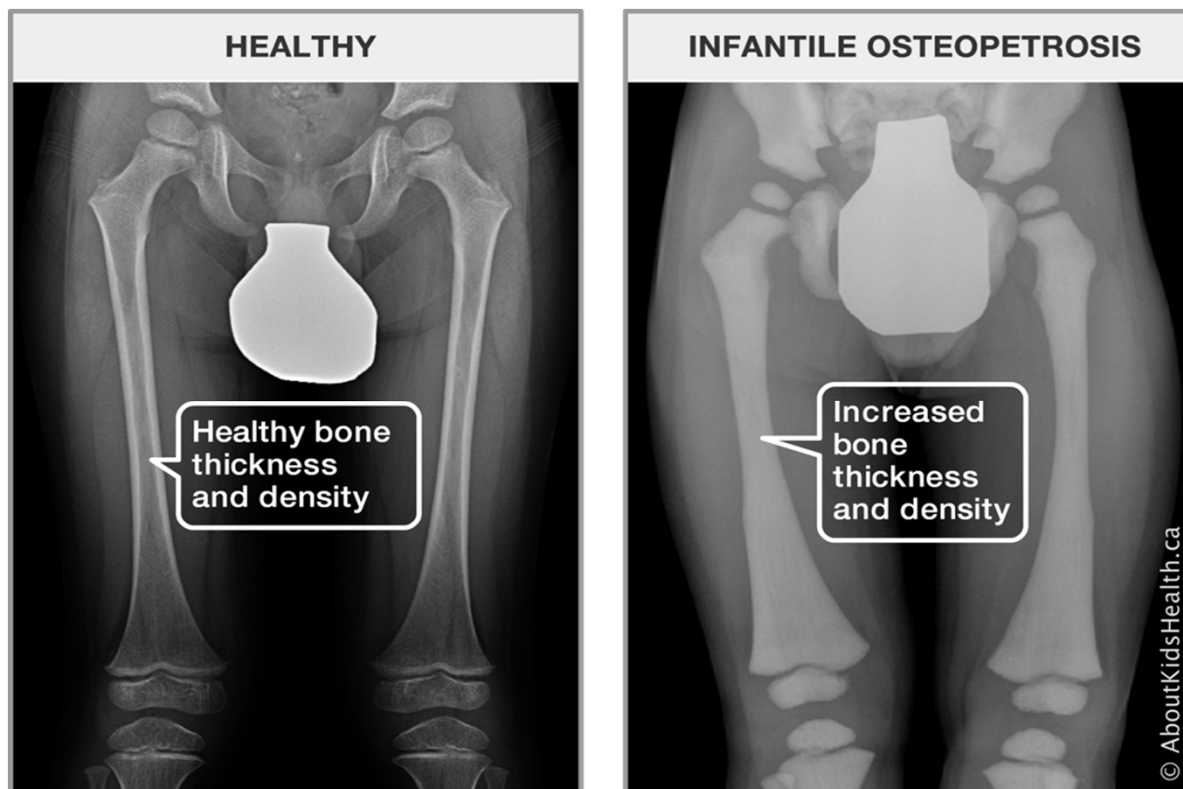 HEALTHY
Healthy bone
thickness
and density
INFANTILE OSTEOPETROSIS
Increased
bone
thickness
and density
© AboutKidsHealth.ca